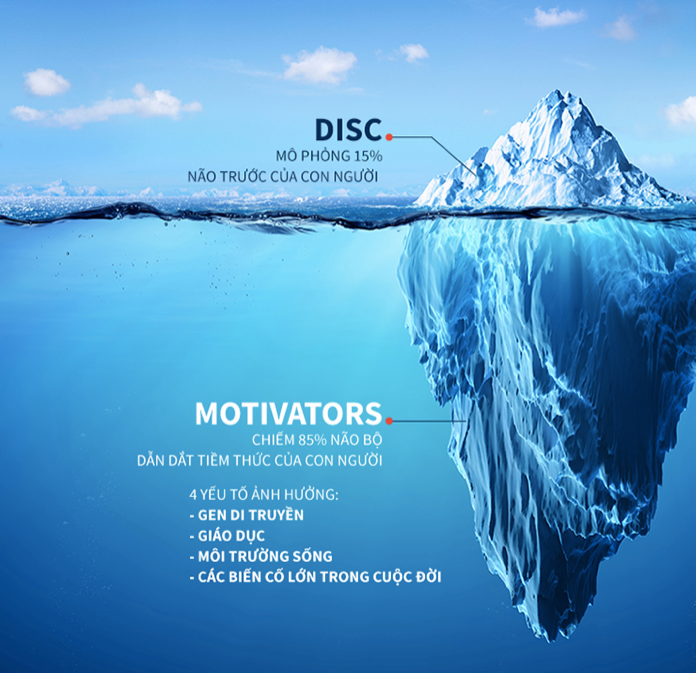 DISC
MÔ PHỎNG 15%
NÃO TRƯỚC CỦA CON NGƯỜI
MOTIVATORS
CHIẾM 85% NÃO BỘ
DẪN DẮT TIỀM THỨC CỦA CON NGƯỜI
4 YẾU TỐ ẢNH HƯỞNG:
- GEN DI TRUYỀN
- GIÁO DỤC
- MÔI TRƯỜNG SỐNG
- CÁC BIẾN CỐ LỚN TRONG CUỘC ĐỜI